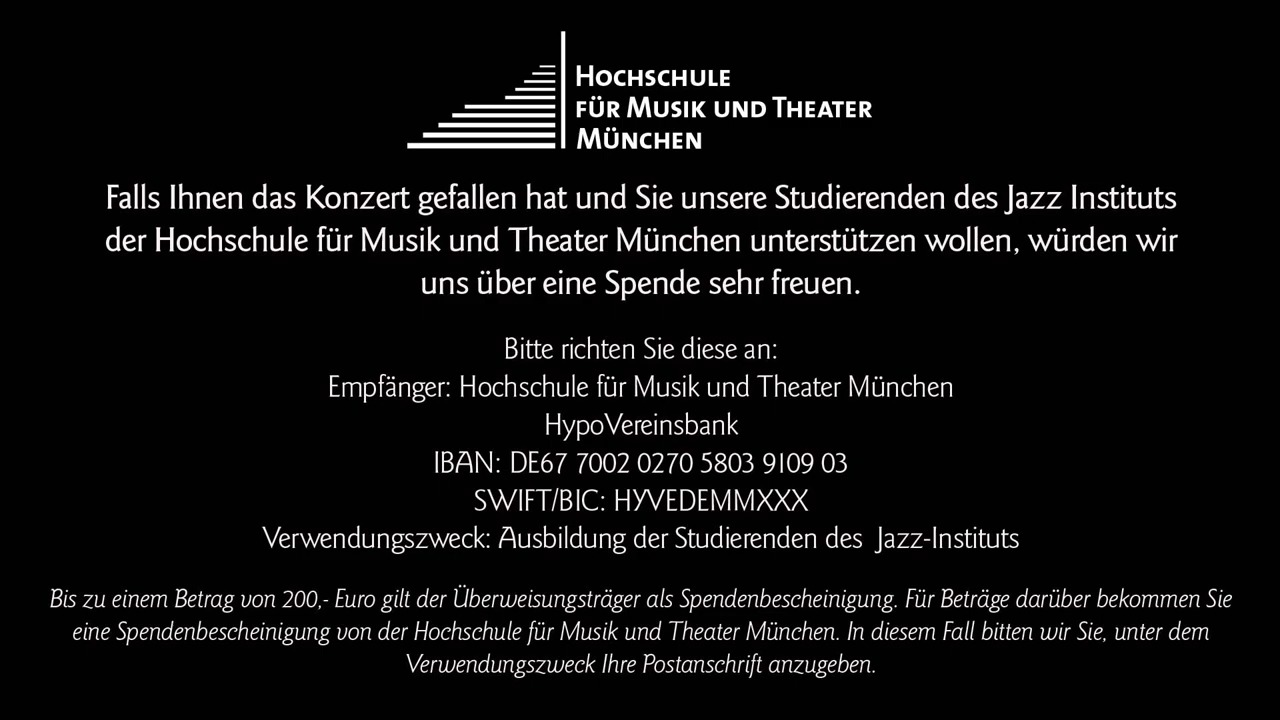 Hochschule
für Musik und Theater
München
Falls Ihnen das Konzert gefallen hat und Sie unsere Studierenden des Jazz Instituts
der Hochschule für Musik und Theater München unterstützen wollen, würden wir
uns über eine Spende sehr freuen.
Bitte richten Sie diese an:
Empfänger: Hochschule für Musik und Theater München
HypoVereinsbank
IBAN: DE67 7002 0270 5803 9109 03
SWIFT/BIC: HYVEDEMMXXX
Verwendungszweck: Ausbildung der Studierenden des Jazz-Instituts
Bis zu einem Betrag von 200,- Euro gilt der Überweisungsträger als Spendenbescheinigung. Für Beträge darüber bekommen Sie
eine Spendenbescheinigung von der Hochschule für Musik und Theater München. In diesem Fall bitten wir Sie, unter dem
Verwendungszweck Ihre Postanschrift anzugeben.